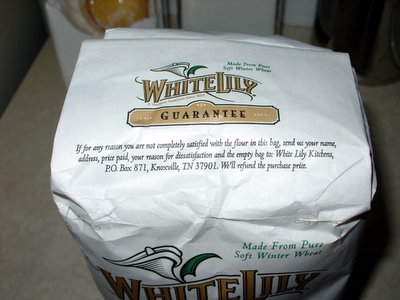 Made From Pure
Soft Winter Wheat
WHITE LILY
GUARANTEE
If for any reason you are not completely satisfied with the flour in this bag, send us your name,
address, price paid, your reason for dissatisfaction and the empty bag to: White Lily Kitchens,
P.O. Box 871, Knoxville, TN 37901. We'll refund the purchase price.
Made From Pure
Soft Winter Wheat
WHITE LILY